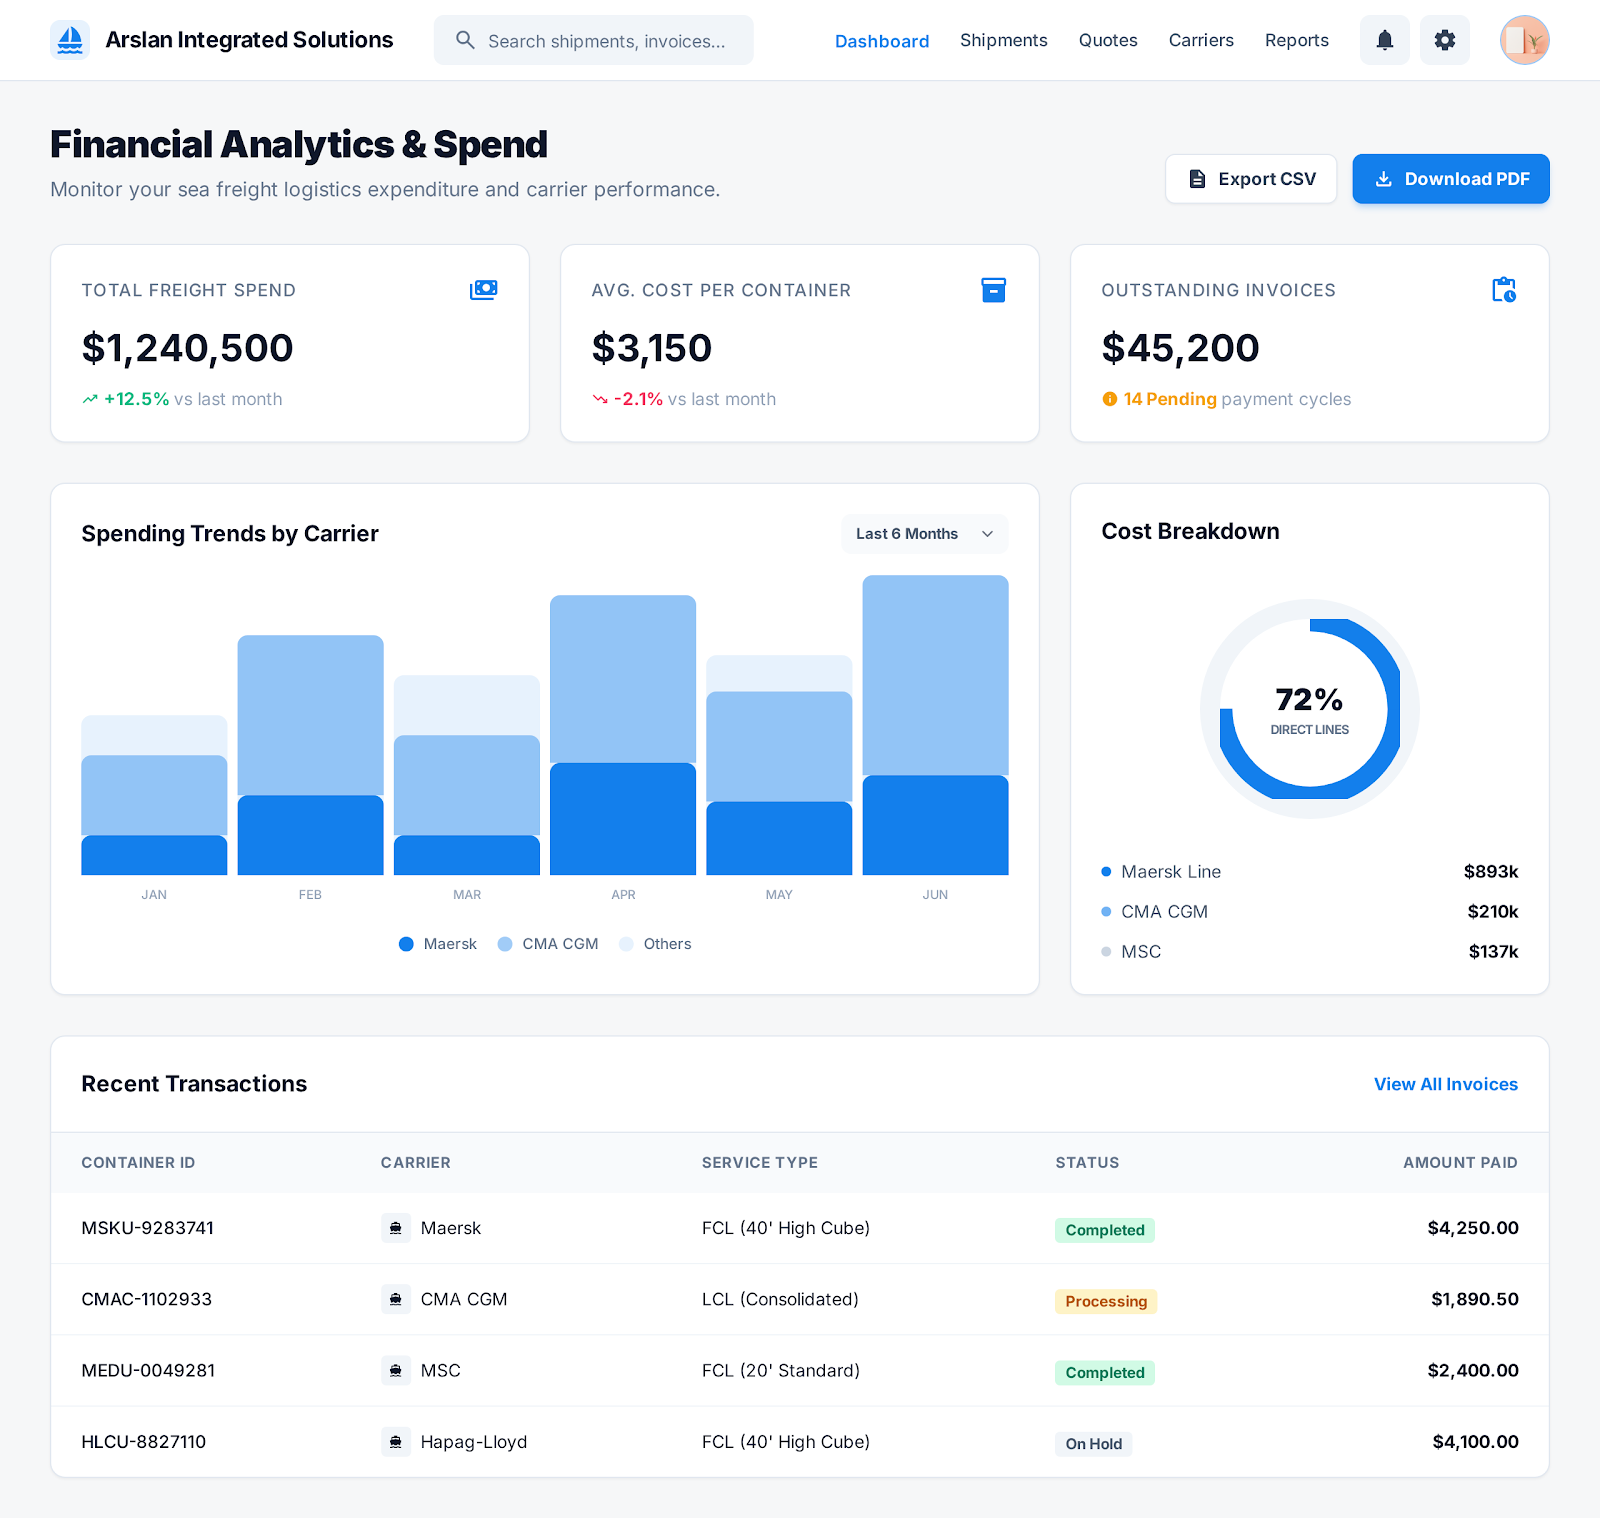 Arslan Integrated Solutions
Search shipments, invoices...
Dashboard
Shipments
Quotes
Carriers
Reports
Financial Analytics & Spend
Monitor your sea freight logistics expenditure and carrier performance.
Export CSV
Download PDF
TOTAL FREIGHT SPEND
$1,240,500
+12.5% vs last month
AVG. COST PER CONTAINER
$3,150
-2.1% vs last month
OUTSTANDING INVOICES
$45,200
14 Pending payment cycles
Spending Trends by Carrier
Last 6 Months
JAN
FEB
MAR
APR
MAY
JUN
Maersk
CMA CGM
Others
Cost Breakdown
72%
DIRECT LINES
Maersk Line $893k
CMA CGM $210k
MSC $137k
Recent Transactions
View All Invoices
CONTAINER ID CARRIER SERVICE TYPE STATUS AMOUNT PAID
MSKU-9283741 Maersk FCL (40' High Cube) Completed $4,250.00
CMAC-1102933 CMA CGM LCL (Consolidated) Processing $1,890.50
MEDU-0049281 MSC FCL (20' Standard) Completed $2,400.00
HLCU-8827110 Hapag-Lloyd FCL (40' High Cube) On Hold $4,100.00